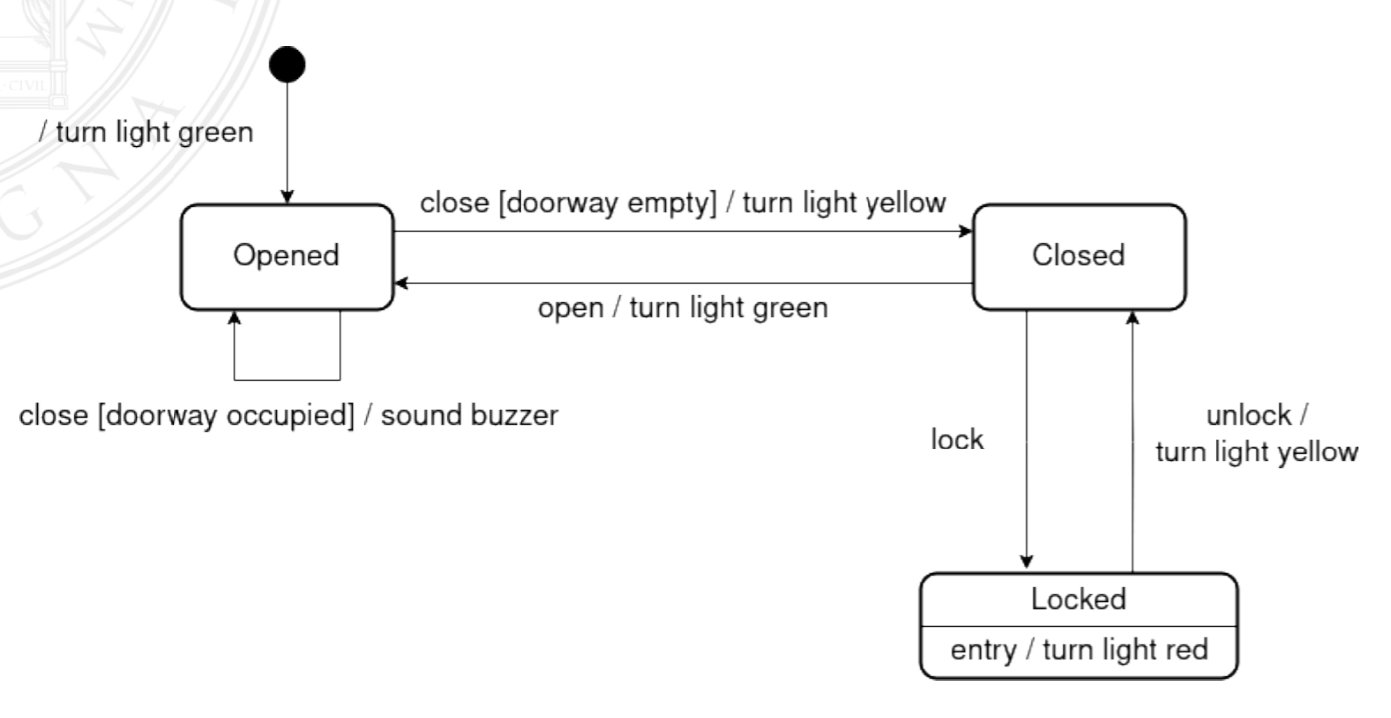 / turn light green
close [doorway empty] / turn light yellow
Opened
Closed
open / turn light green
close [doorway occupied] / sound buzzer
lock
unlock /
turn light yellow
Locked
entry / turn light red